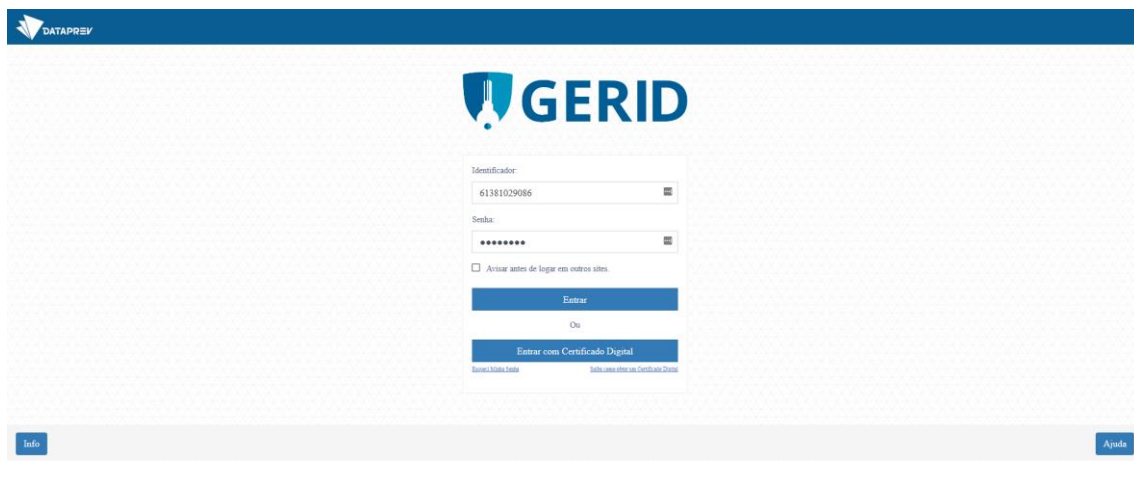 DATAPREV
GERID
Identificador:
61381029086
Senha:
●●●●●●●●
Avisar antes de logar em outros sites.
Entrar
Ou
Entrar com Certificado Digital
Esqueci Minha Senha Saiba como obter um Certificado Digital
Info Ajuda